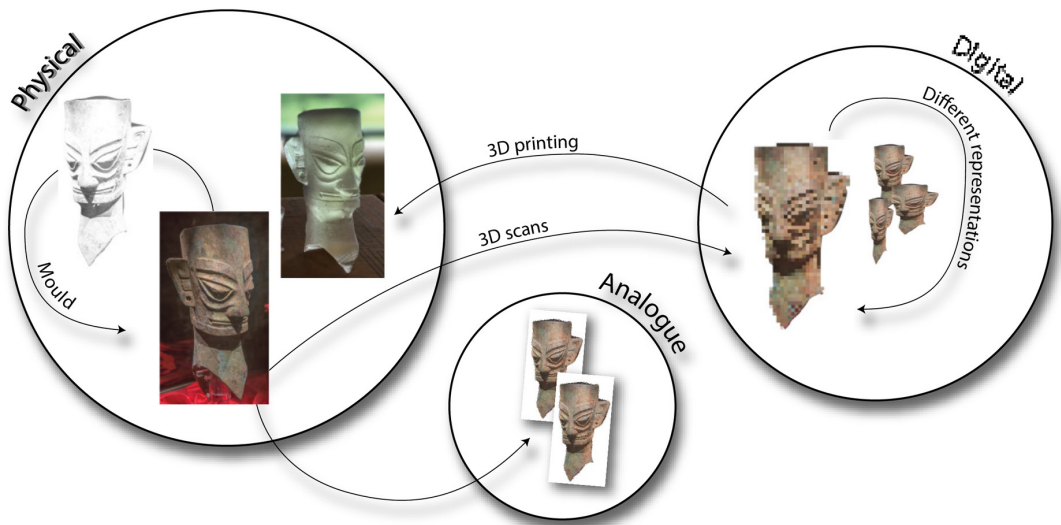 Physical
Digital
Different representations
3D printing
3D scans
Mould
Analogue